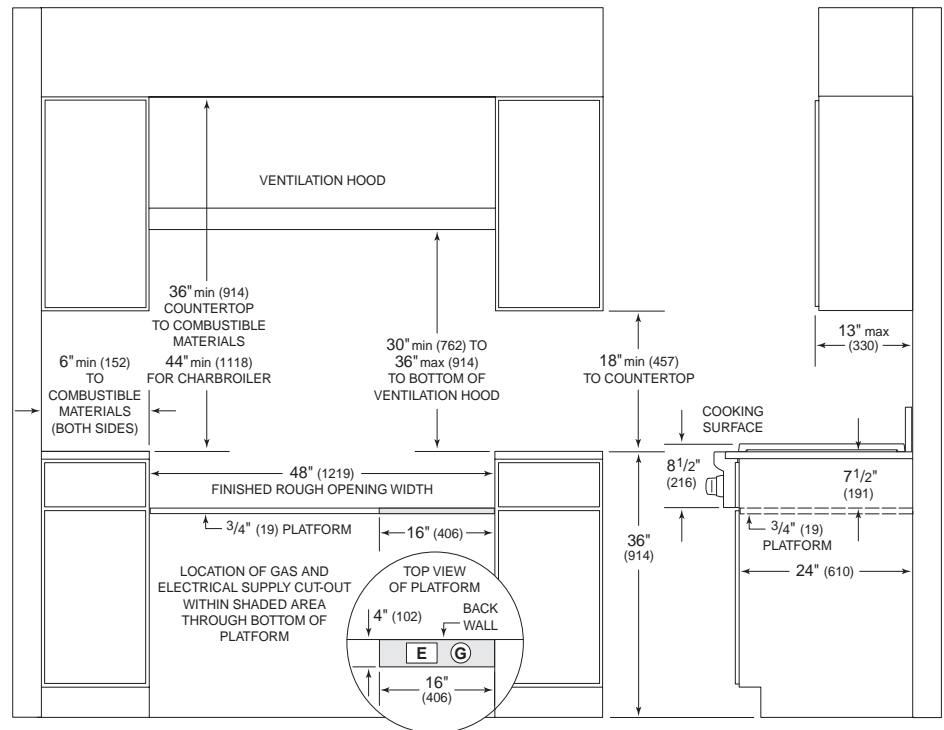 VENTILATION HOOD
36" min (914)
COUNTERTOP
TO COMBUSTIBLE
MATERIALS
44" min (1118)
FOR CHARBROILER
6" min (152)
TO
COMBUSTIBLE
MATERIALS
(BOTH SIDES)
30" min (762) TO
36" max (914)
TO BOTTOM OF
VENTILATION HOOD
18" min (457)
TO COUNTERTOP
13" max
(330)
COOKING
SURFACE
8 1/2"
(216)
7 1/2"
(191)
48" (1219)
FINISHED ROUGH OPENING WIDTH
3/4" (19) PLATFORM
16" (406)
36"
(914)
3/4" (19)
PLATFORM
24" (610)
LOCATION OF GAS AND
ELECTRICAL SUPPLY CUT-OUT
WITHIN SHADED AREA
THROUGH BOTTOM OF
PLATFORM
TOP VIEW
OF PLATFORM
4" (102)
BACK
WALL
E G
16"
(406)